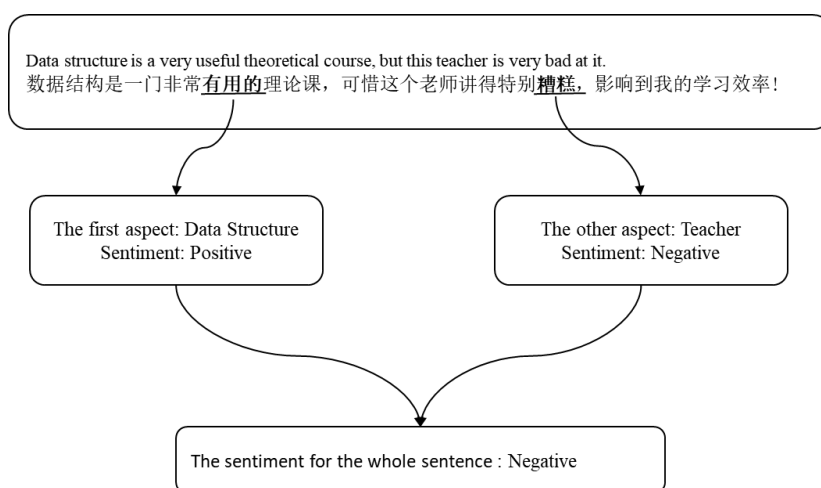 Data structure is a very useful theoretical course, but this teacher is very bad at it.
数据结构是一门非常有用的理论课，可惜这个老师讲得特别糟糕，影响到我的学习效率！
The first aspect: Data Structure
Sentiment: Positive
The other aspect: Teacher
Sentiment: Negative
The sentiment for the whole sentence : Negative